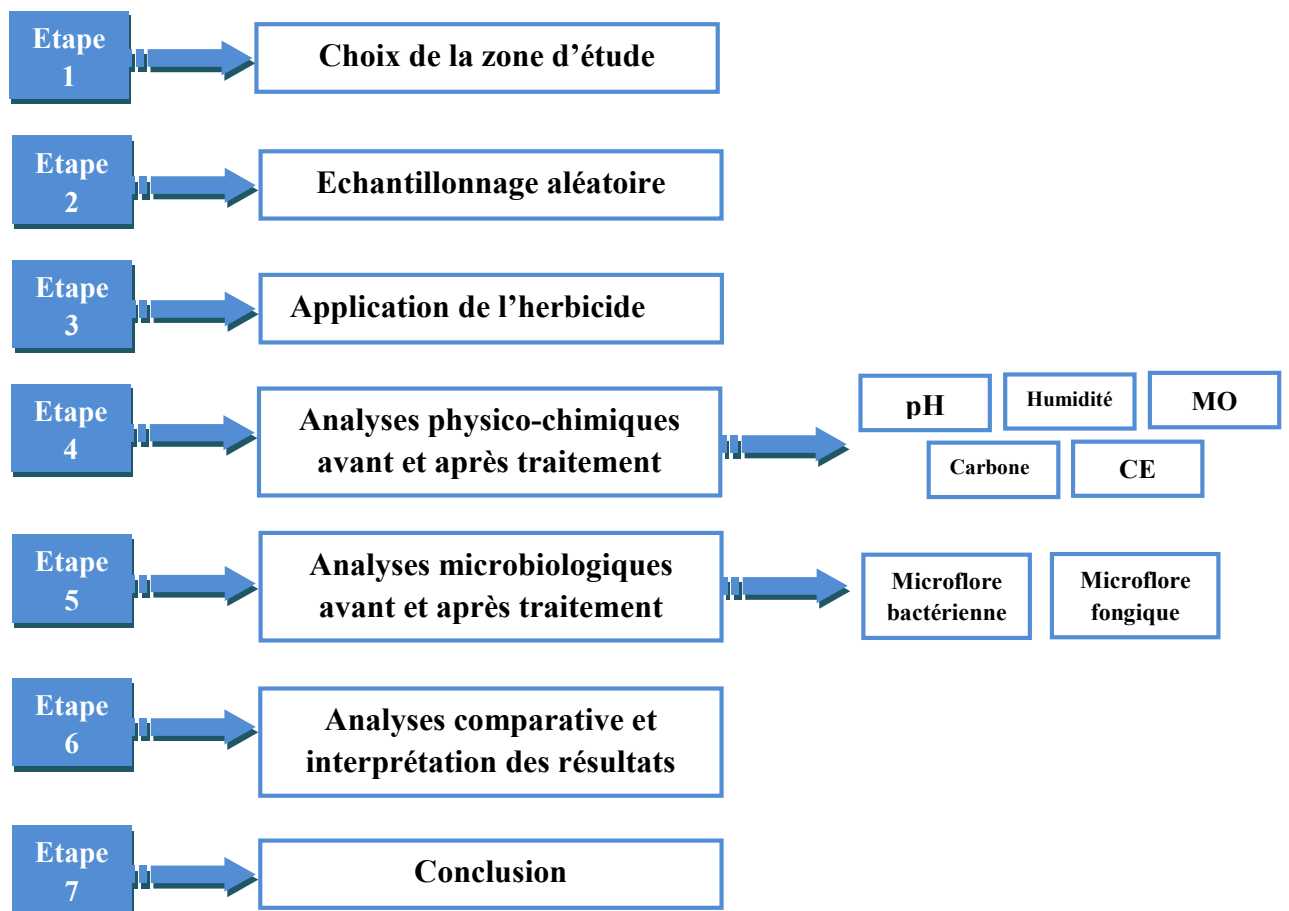 Etape
1
Choix de la zone d’étude
Etape
2
Echantillonnage aléatoire
Etape
3
Application de l’herbicide
Etape
4
Analyses physico-chimiques
avant et après traitement
pH
Humidité
MO
Carbone
CE
Etape
5
Analyses microbiologiques
avant et après traitement
Microflore
bactérienne
Microflore
fongique
Etape
6
Analyses comparative et
interprétation des résultats
Etape
7
Conclusion